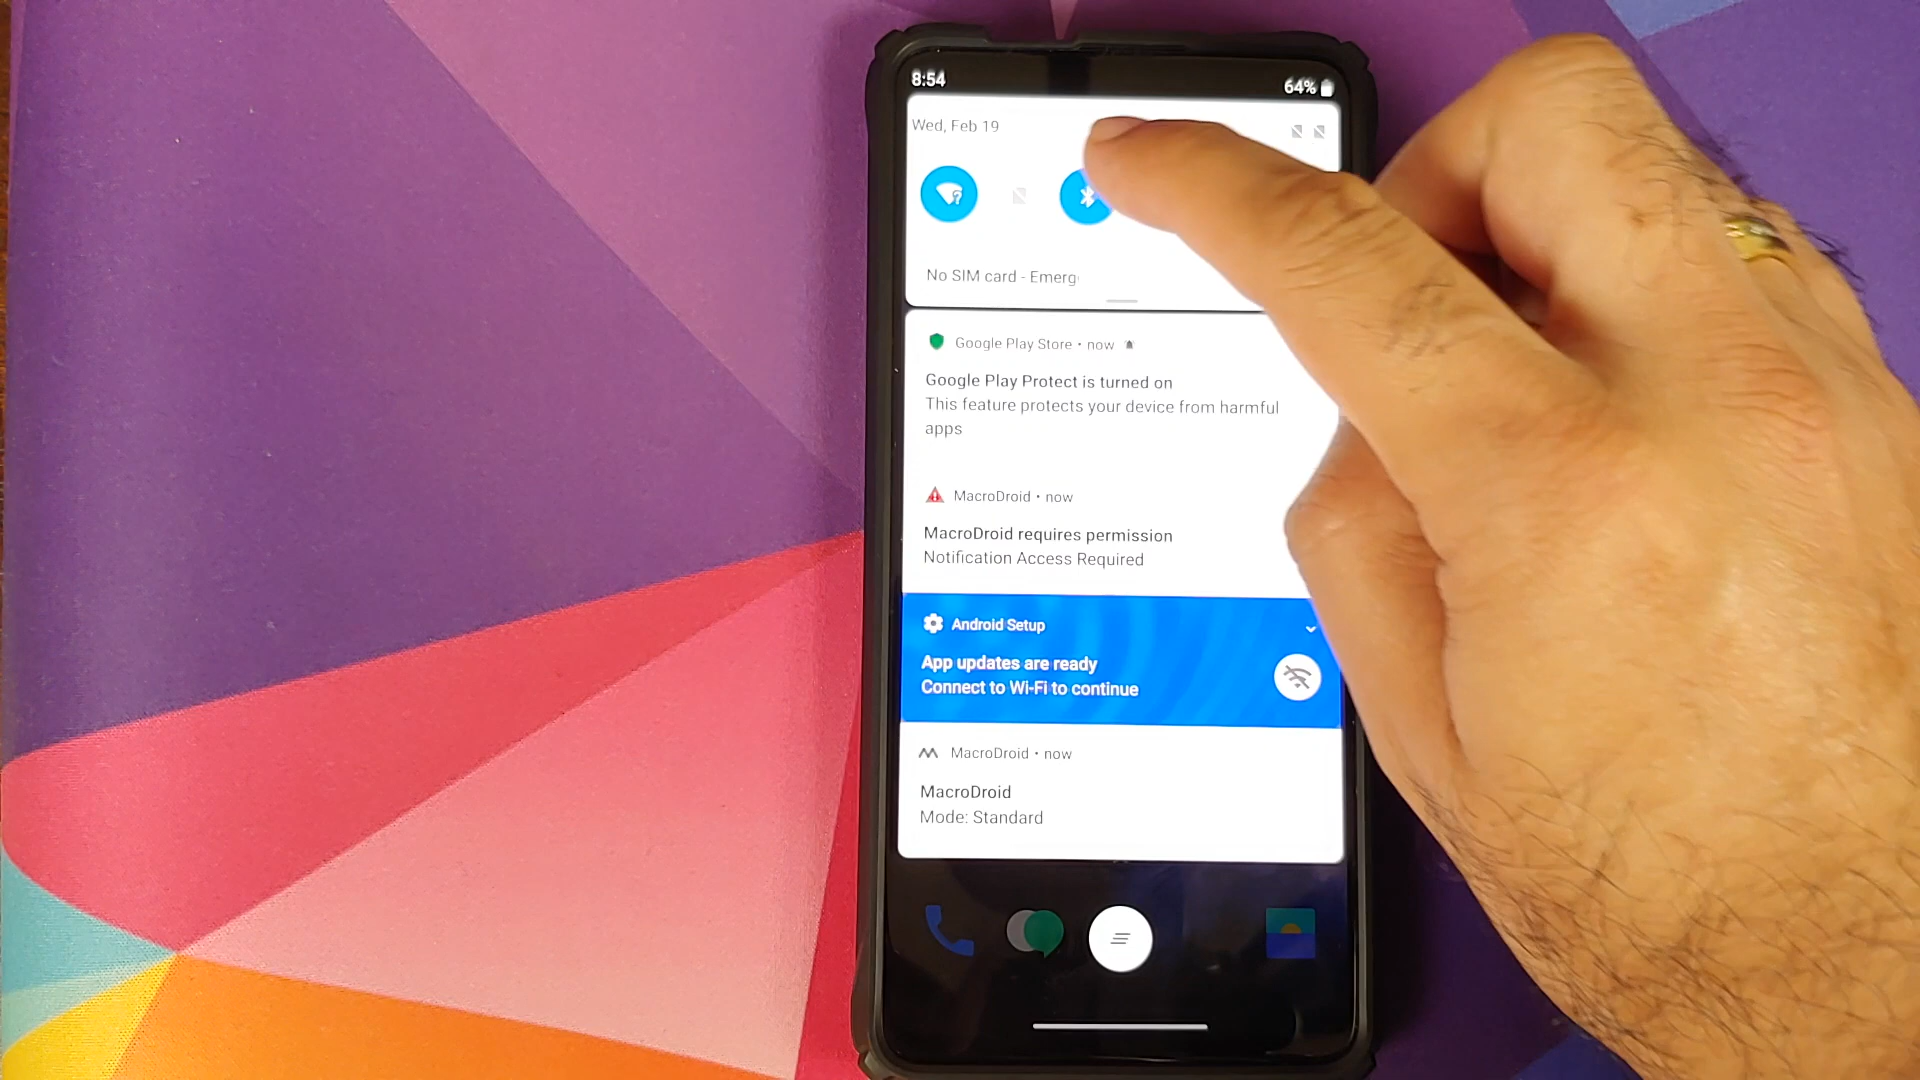 8:54
64%
Wed, Feb 19
No SIM card - Emerg
Google Play Store • now
Google Play Protect is turned on
This feature protects your device from harmful
apps
MacroDroid • now
MacroDroid requires permission
Notification Access Required
Android Setup
App updates are ready
Connect to Wi-Fi to continue
MacroDroid • now
MacroDroid
Mode: Standard